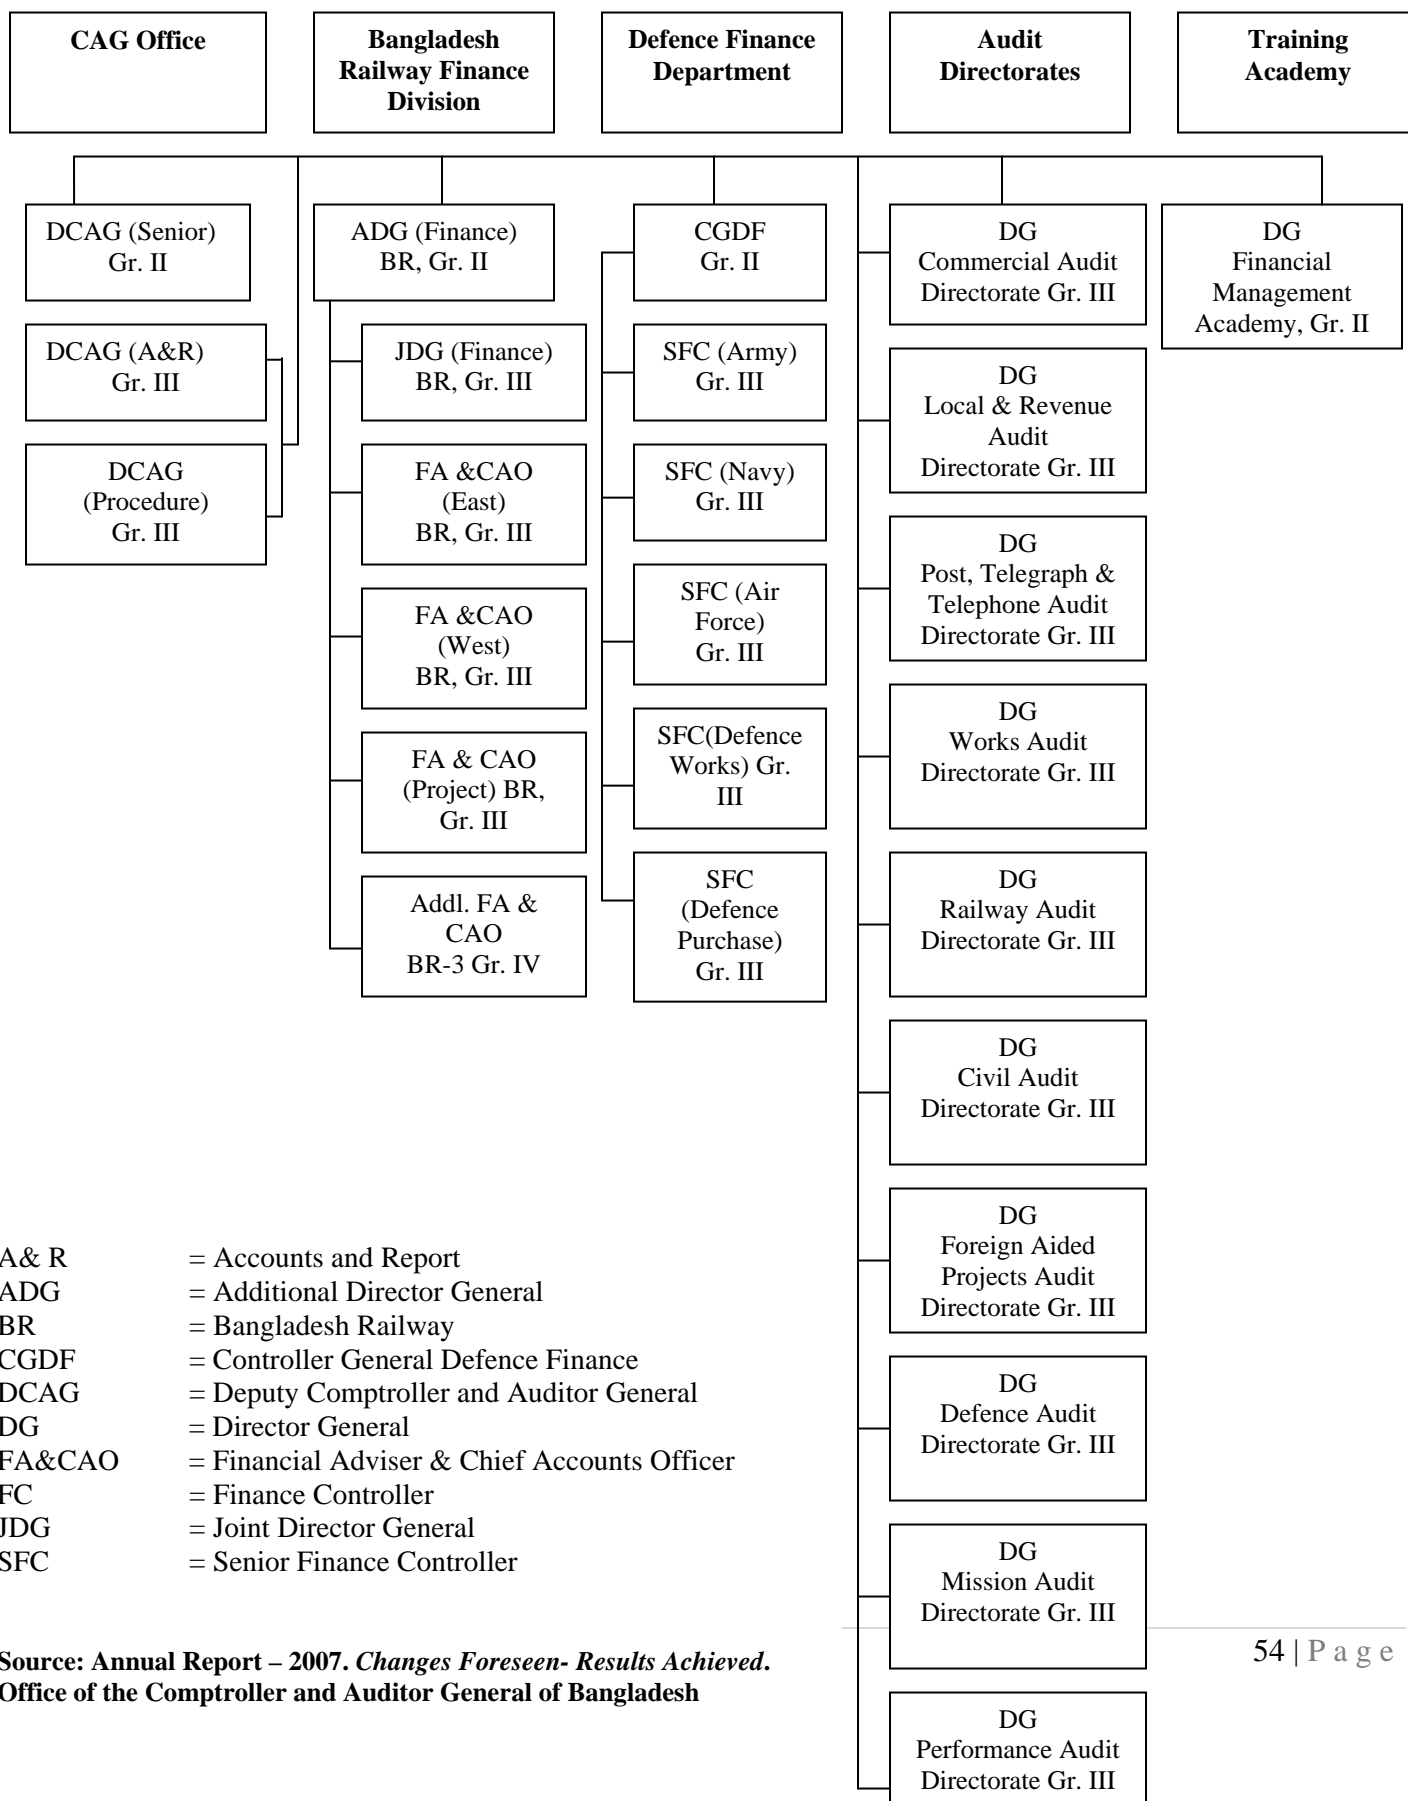 CAG Office
Bangladesh
Railway Finance
Division
Defence Finance
Department
Audit
Directorates
Training
Academy
DCAG (Senior)
Gr. II
DCAG (A&R)
Gr. III
DCAG
(Procedure)
Gr. III
ADG (Finance)
BR, Gr. II
JDG (Finance)
BR, Gr. III
FA &CAO
(East)
BR, Gr. III
FA &CAO
(West)
BR, Gr. III
FA & CAO
(Project) BR,
Gr. III
Addl. FA &
CAO
BR-3 Gr. IV
CGDF
Gr. II
SFC (Army)
Gr. III
SFC (Navy)
Gr. III
SFC (Air
Force)
Gr. III
SFC(Defence
Works) Gr.
III
SFC
(Defence
Purchase)
Gr. III
DG
Commercial Audit
Directorate Gr. III
DG
Local & Revenue
Audit
Directorate Gr. III
DG
Post, Telegraph &
Telephone Audit
Directorate Gr. III
DG
Works Audit
Directorate Gr. III
DG
Railway Audit
Directorate Gr. III
DG
Civil Audit
Directorate Gr. III
DG
Foreign Aided
Projects Audit
Directorate Gr. III
DG
Defence Audit
Directorate Gr. III
DG
Mission Audit
Directorate Gr. III
DG
Performance Audit
Directorate Gr. III
DG
Financial
Management
Academy, Gr. II
A& R = Accounts and Report
ADG = Additional Director General
BR = Bangladesh Railway
CGDF = Controller General Defence Finance
DCAG = Deputy Comptroller and Auditor General
DG = Director General
FA&CAO = Financial Adviser & Chief Accounts Officer
FC = Finance Controller
JDG = Joint Director General
SFC = Senior Finance Controller
Source: Annual Report – 2007. Changes Foreseen- Results Achieved.
Office of the Comptroller and Auditor General of Bangladesh
54 | P a g e